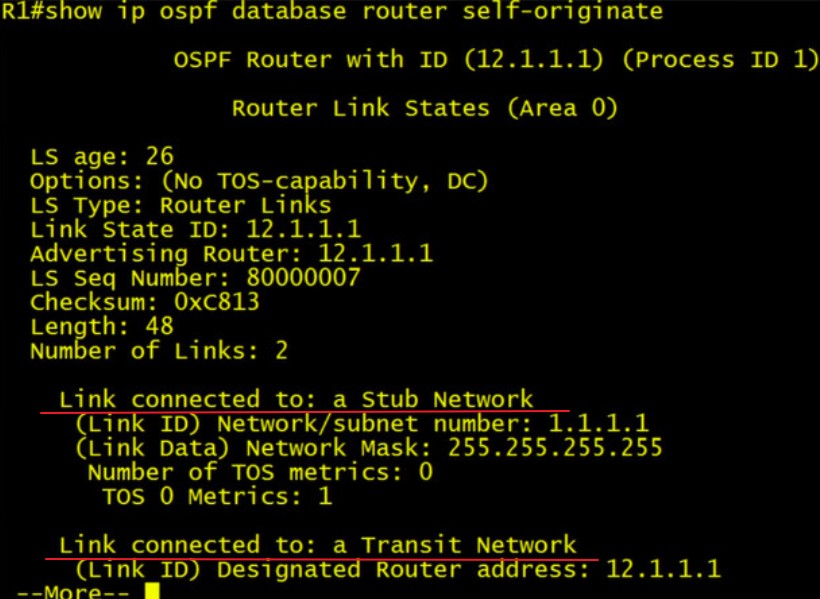 R1#show ip ospf database router self-originate
OSPF Router with ID (12.1.1.1) (Process ID 1)
Router Link States (Area 0)
LS age: 26
Options: (No TOS-capability, DC)
LS Type: Router Links
Link State ID: 12.1.1.1
Advertising Router: 12.1.1.1
LS Seq Number: 80000007
Checksum: 0xC813
Length: 48
Number of Links: 2
Link connected to: a Stub Network
(Link ID) Network/subnet number: 1.1.1.1
(Link Data) Network Mask: 255.255.255.255
Number of TOS metrics: 0
TOS 0 Metrics: 1
Link connected to: a Transit Network
(Link ID) Designated Router address: 12.1.1.1
--More--